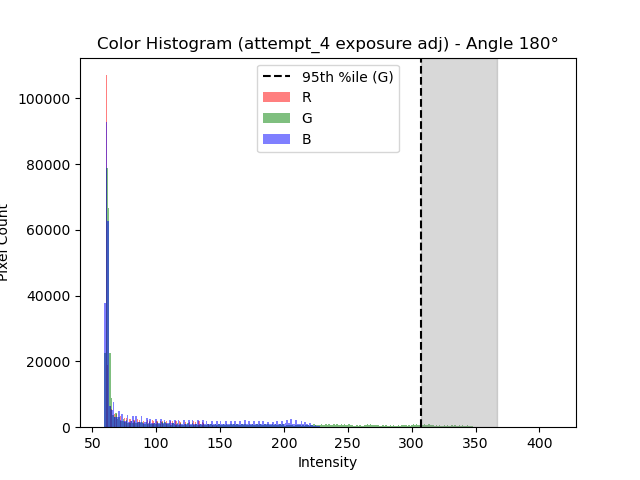 Color Histogram (attempt_4 exposure adj) - Angle 180°
95th %ile (G)
R
G
B
100000
80000
60000
40000
20000
0
Pixel Count
50 100 150 200 250 300 350 400
Intensity